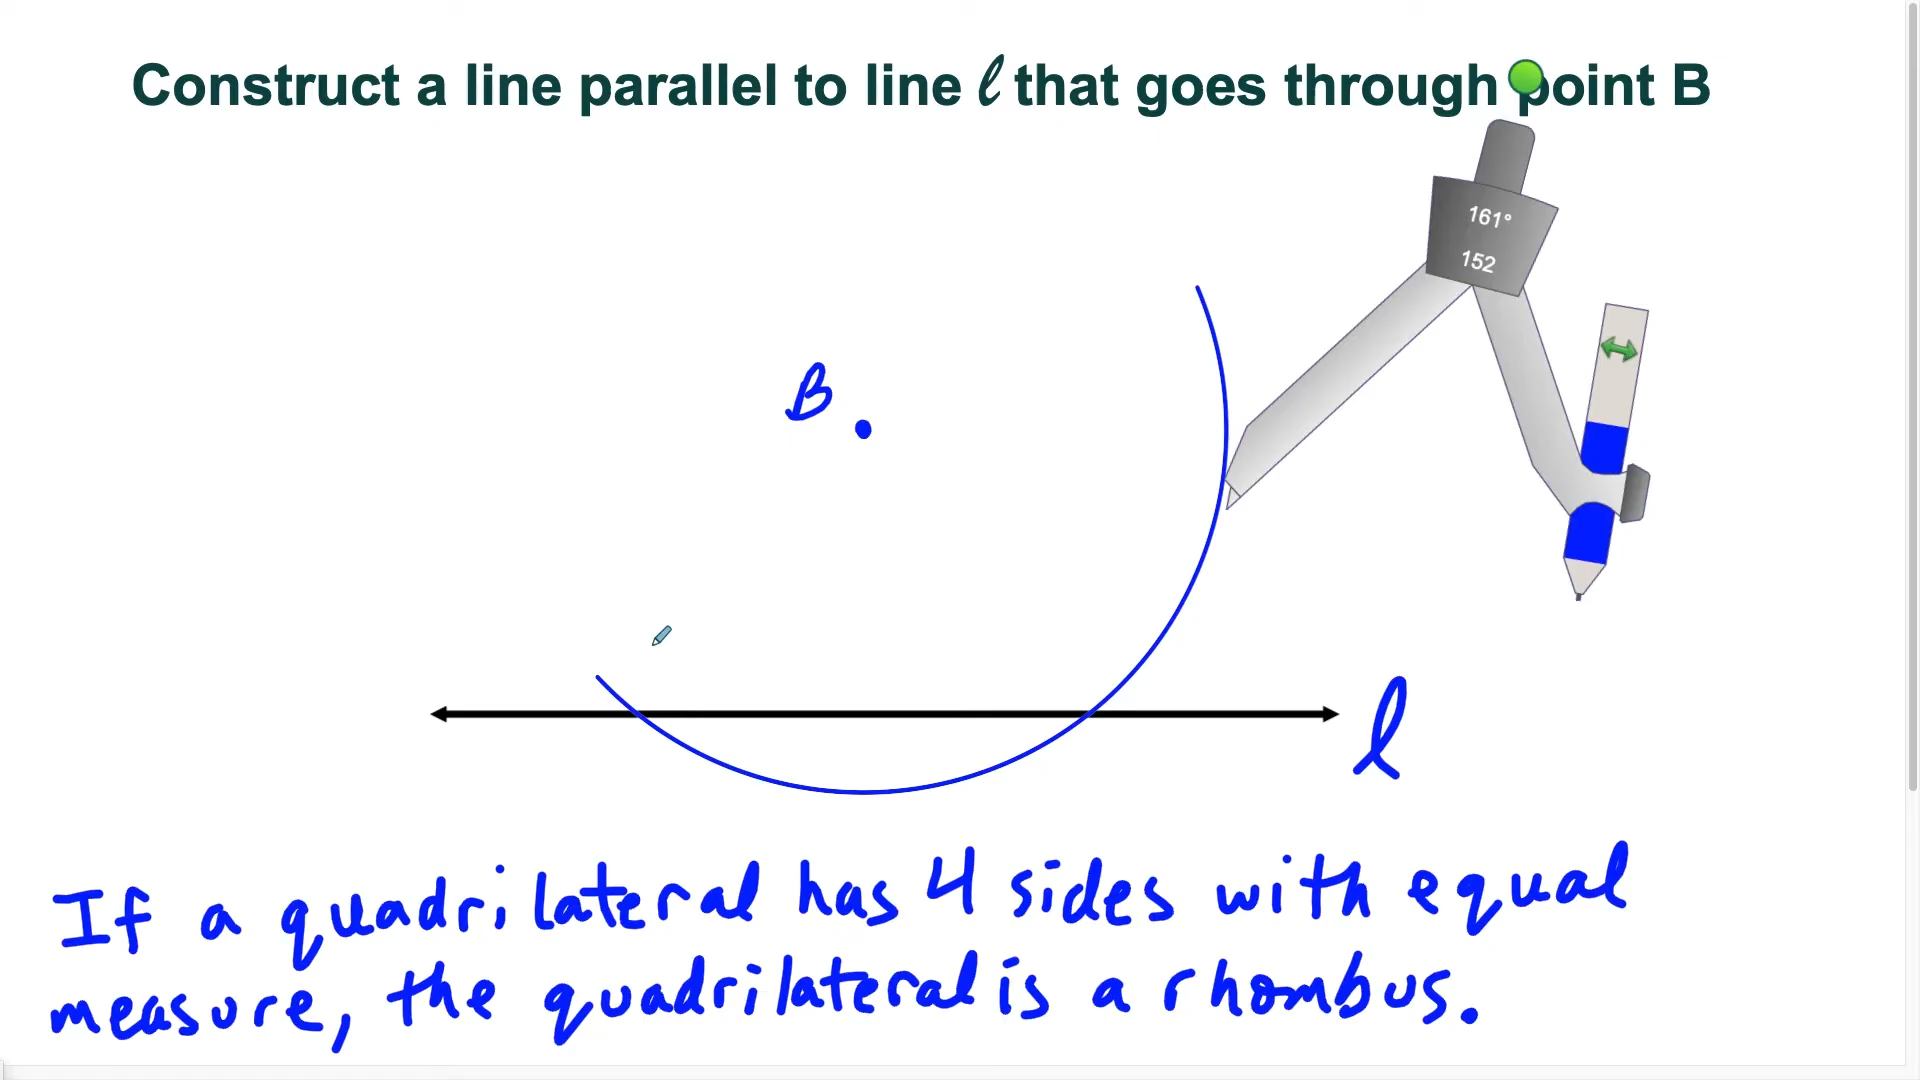 Construct a line parallel to line ℓ that goes through point B
161°
152
B
ℓ
If a quadrilateral has 4 sides with equal
measure, the quadrilateral is a rhombus.